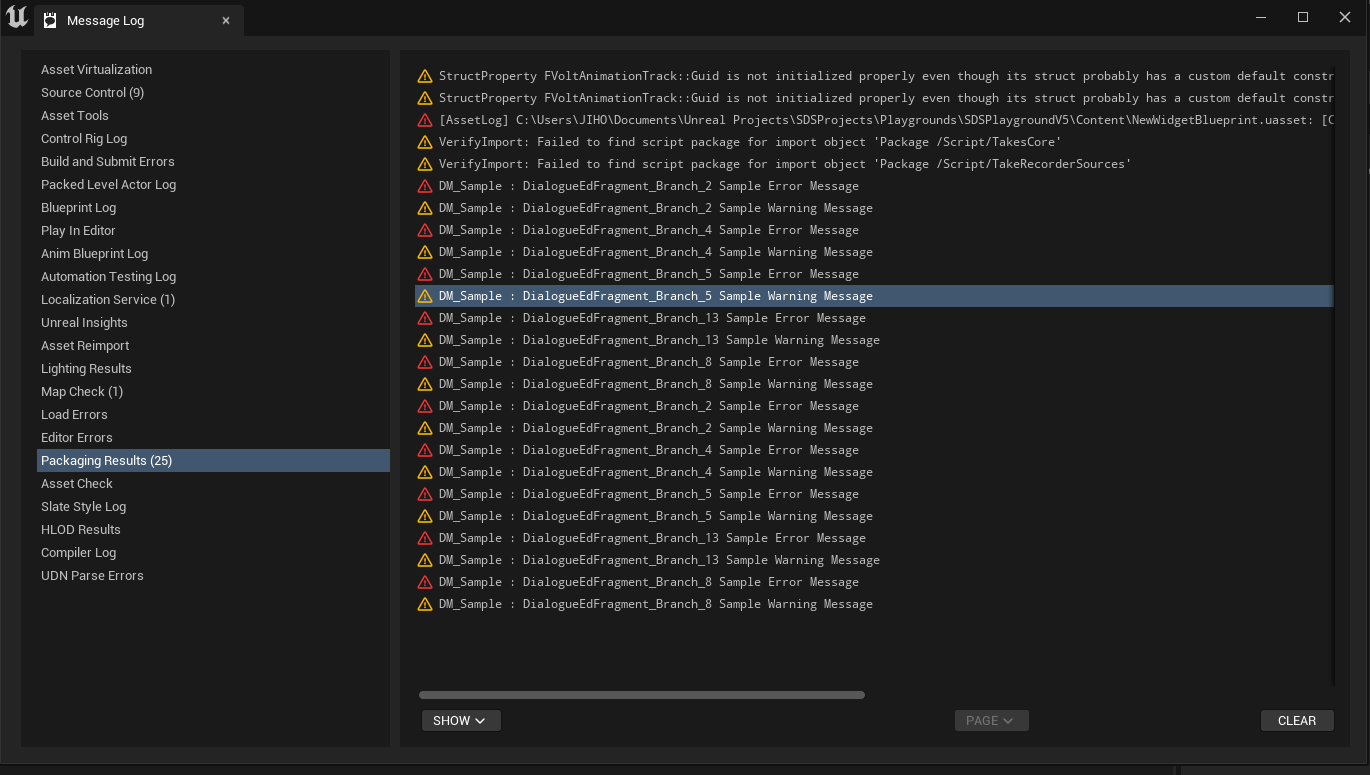 Message Log
Asset Virtualization
Source Control (9)
Asset Tools
Control Rig Log
Build and Submit Errors
Packed Level Actor Log
Blueprint Log
Play In Editor
Anim Blueprint Log
Automation Testing Log
Localization Service (1)
Unreal Insights
Asset Reimport
Lighting Results
Map Check (1)
Load Errors
Editor Errors
Packaging Results (25)
Asset Check
Slate Style Log
HLOD Results
Compiler Log
UDN Parse Errors
StructProperty FVoltAnimationTrack::Guid is not initialized properly even though its struct probably has a custom default constr
StructProperty FVoltAnimationTrack::Guid is not initialized properly even though its struct probably has a custom default constr
[AssetLog] C:\Users\JIHO\Documents\Unreal Projects\SDSProjects\Playgrounds\SDSPlaygroundV5\Content\NewWidgetBlueprint.uasset: [C
VerifyImport: Failed to find script package for import object 'Package /Script/TakesCore'
VerifyImport: Failed to find script package for import object 'Package /Script/TakeRecorderSources'
DM_Sample : DialogueEdFragment_Branch_2 Sample Error Message
DM_Sample : DialogueEdFragment_Branch_2 Sample Warning Message
DM_Sample : DialogueEdFragment_Branch_4 Sample Error Message
DM_Sample : DialogueEdFragment_Branch_4 Sample Warning Message
DM_Sample : DialogueEdFragment_Branch_5 Sample Error Message
DM_Sample : DialogueEdFragment_Branch_5 Sample Warning Message
DM_Sample : DialogueEdFragment_Branch_13 Sample Error Message
DM_Sample : DialogueEdFragment_Branch_13 Sample Warning Message
DM_Sample : DialogueEdFragment_Branch_8 Sample Error Message
DM_Sample : DialogueEdFragment_Branch_8 Sample Warning Message
DM_Sample : DialogueEdFragment_Branch_2 Sample Error Message
DM_Sample : DialogueEdFragment_Branch_2 Sample Warning Message
DM_Sample : DialogueEdFragment_Branch_4 Sample Error Message
DM_Sample : DialogueEdFragment_Branch_4 Sample Warning Message
DM_Sample : DialogueEdFragment_Branch_5 Sample Error Message
DM_Sample : DialogueEdFragment_Branch_5 Sample Warning Message
DM_Sample : DialogueEdFragment_Branch_13 Sample Error Message
DM_Sample : DialogueEdFragment_Branch_13 Sample Warning Message
DM_Sample : DialogueEdFragment_Branch_8 Sample Error Message
DM_Sample : DialogueEdFragment_Branch_8 Sample Warning Message
SHOW
PAGE
CLEAR